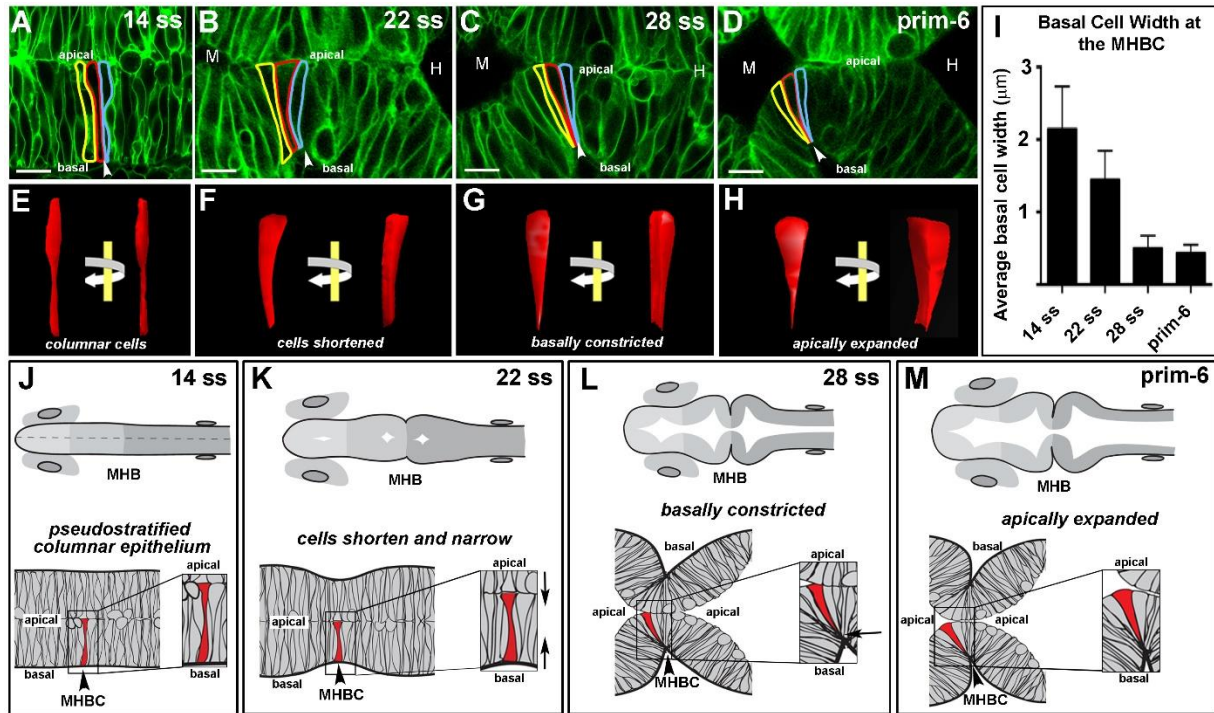 A
14 ss
apical
basal
B
22 ss
M
apical
H
basal
C
28 ss
M
apical
H
basal
D
prim-6
M
apical
H
basal
E
columnar cells
F
cells shortened
G
basally constricted
H
apically expanded
I
Basal Cell Width at
the MHBC
Average basal cell width (μm)
3
2
1
14 ss
22 ss
28 ss
prim-6
J
14 ss
MHB
pseudostratified
columnar epithelium
apical
apical
basal
basal
MHBC
K
22 ss
MHB
cells shorten and narrow
apical
apical
basal
basal
MHBC
L
28 ss
MHB
basally constricted
basal
apical
apical
apical
basal
MHBC
M
prim-6
MHB
apically expanded
basal
apical
apical
apical
basal
MHBC